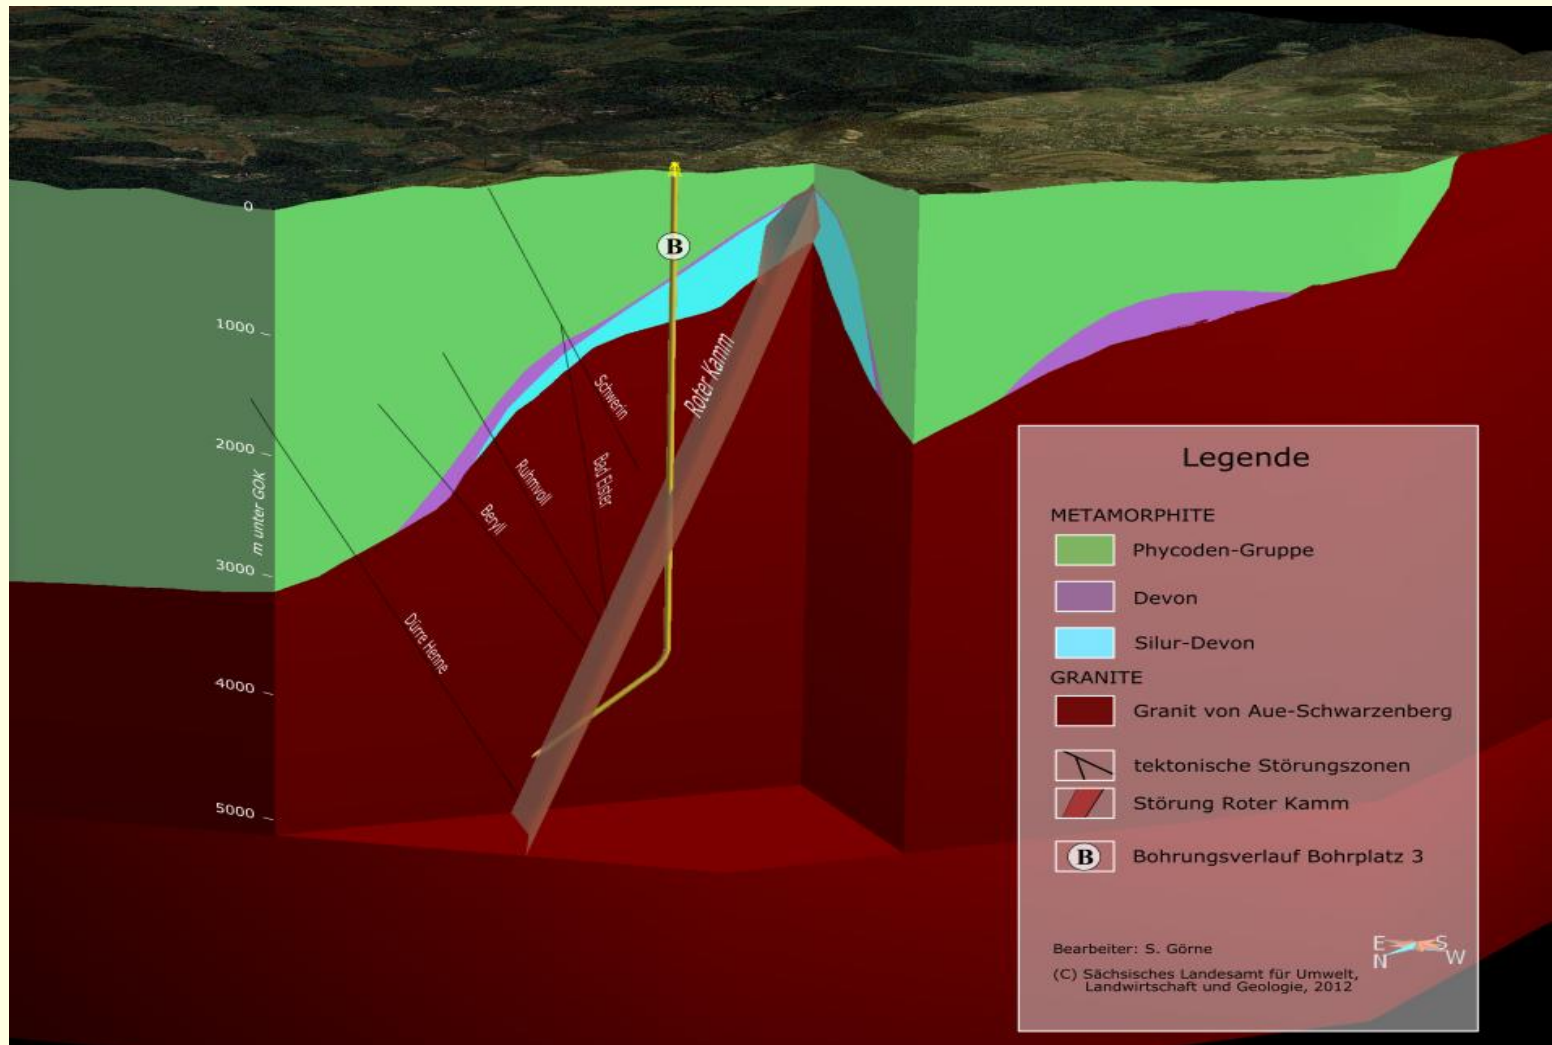 0
1000
2000
3000
4000
5000
m unter GOK
B
Roter Kamm
Schwerin
Bad Elster
Ruhmvoll
Beryll
Dürre Henne
Legende
METAMORPHITE
Phycoden-Gruppe
Devon
Silur-Devon
GRANITE
Granit von Aue-Schwarzenberg
tektonische Störungszonen
Störung Roter Kamm
B Bohrungsverlauf Bohrplatz 3
Bearbeiter: S. Görne
(C) Sächsisches Landesamt für Umwelt,
Landwirtschaft und Geologie, 2012
E S
N W